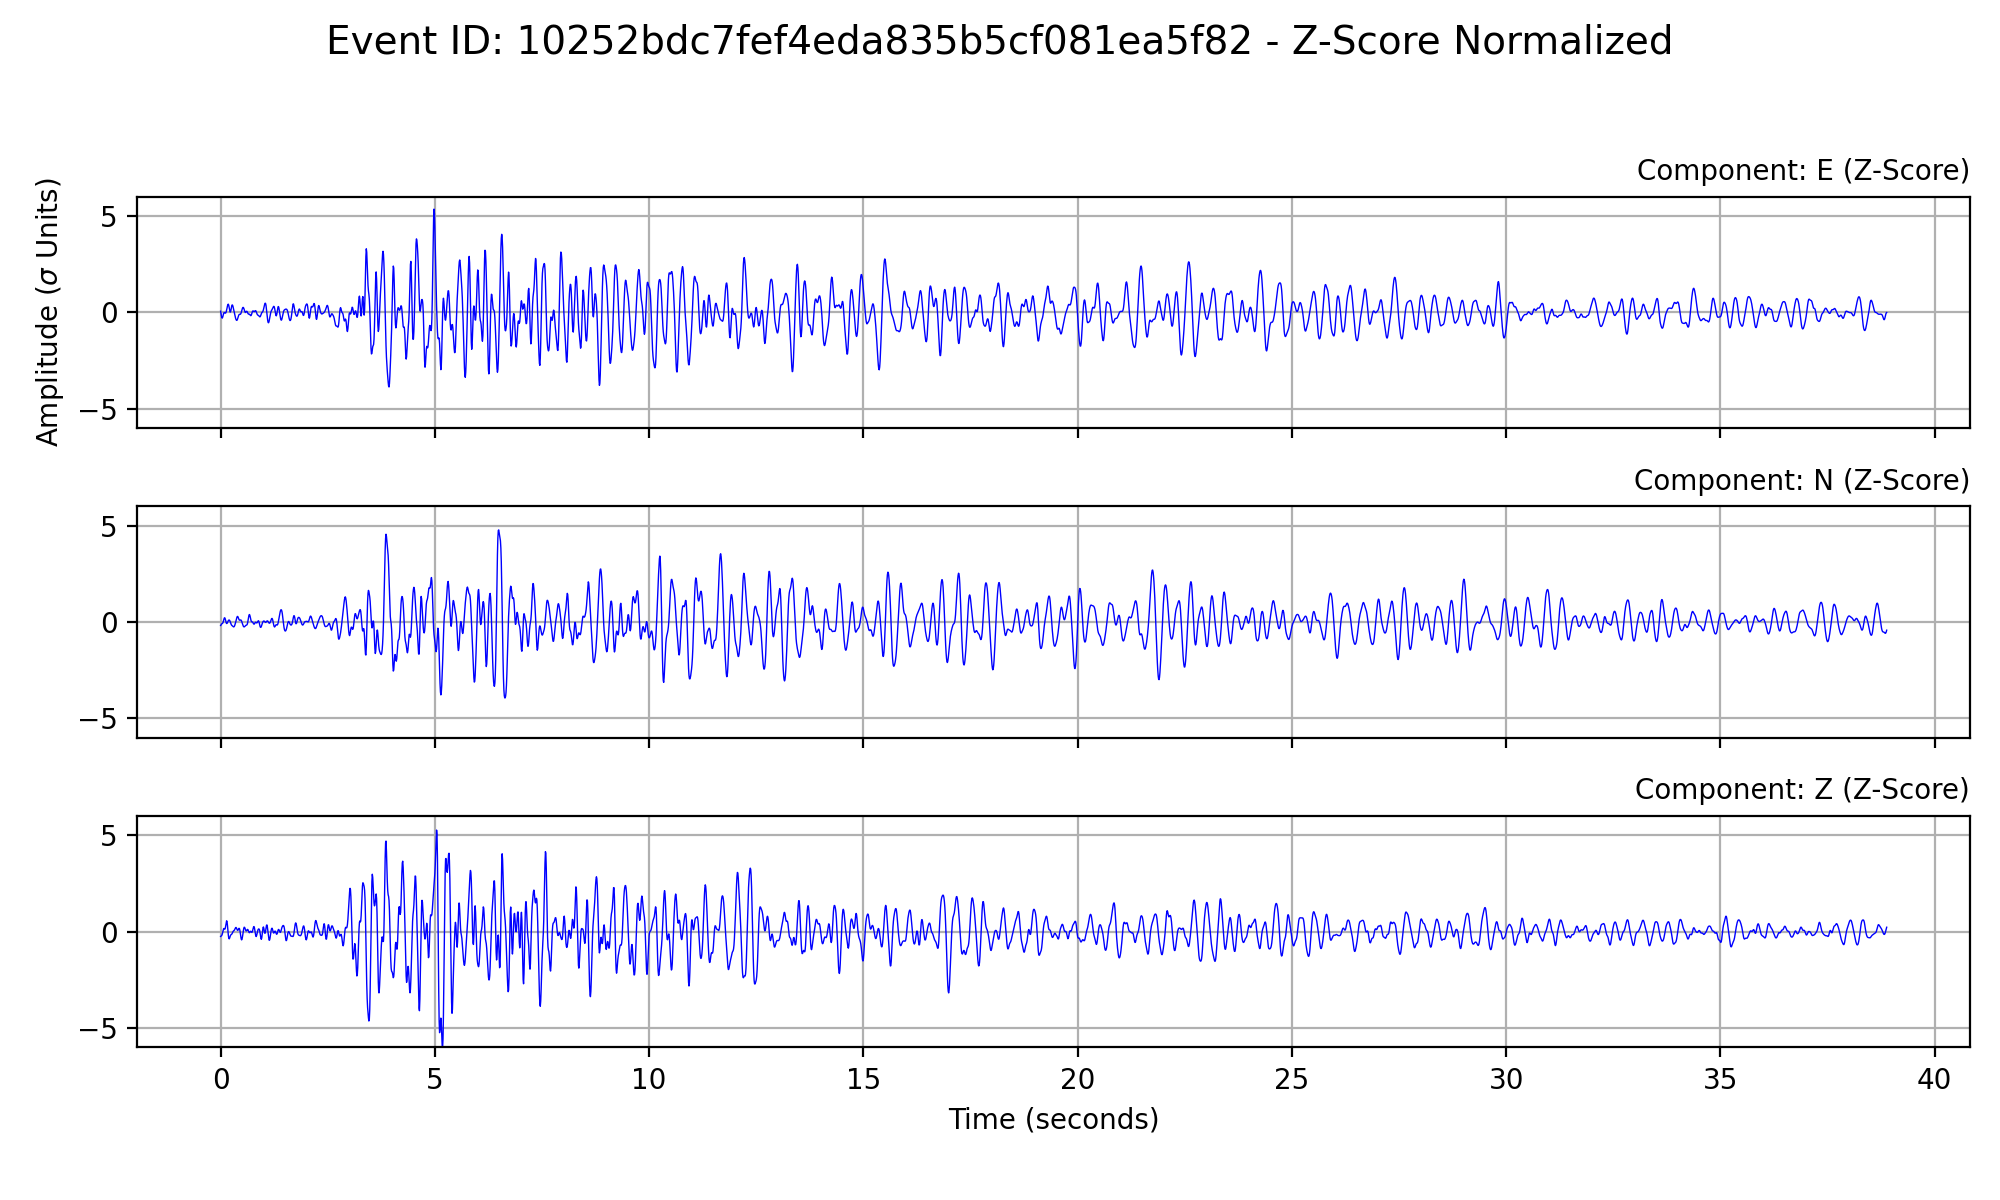 Event ID: 10252bdc7fef4eda835b5cf081ea5f82 - Z-Score Normalized
Component: E (Z-Score)
Amplitude (σ Units)
5
0
−5
Component: N (Z-Score)
5
0
−5
Component: Z (Z-Score)
5
0
−5
0 5 10 15 20 25 30 35 40
Time (seconds)